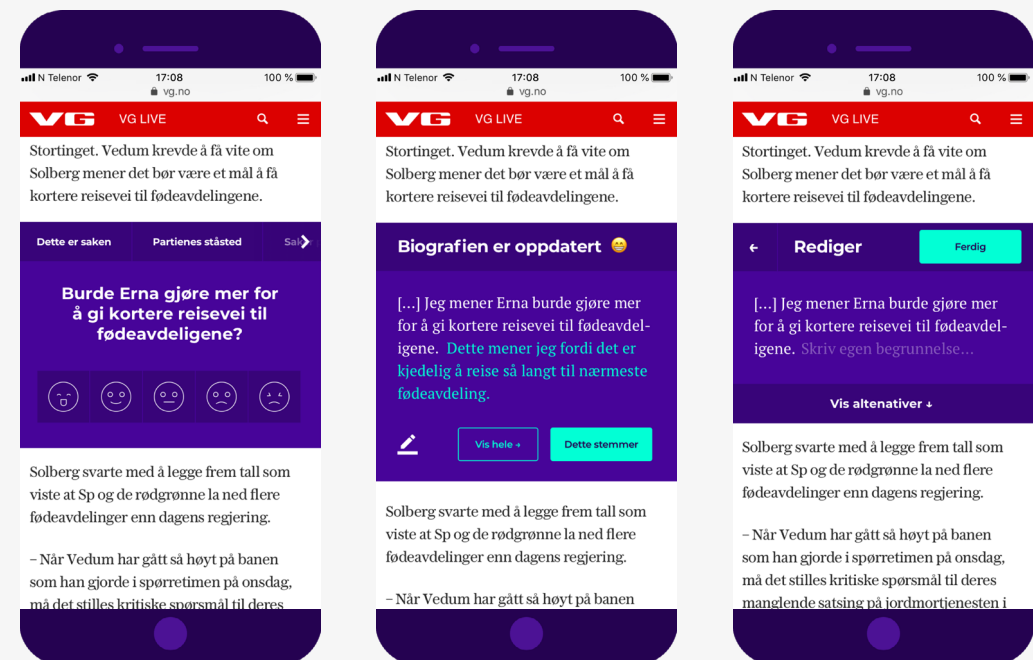 N Telenor 17:08 100 %
vg.no
VG VG LIVE
Stortinget. Vedum krevde å få vite om
Solberg mener det bør være et mål å få
kortere reisevei til fødeavdelingene.
Dette er saken Partienes ståsted
Burde Erna gjøre mer for
å gi kortere reisevei til
fødeavdeligene?
Solberg svarte med å legge frem tall som
viste at Sp og de rødgrønne la ned flere
fødeavdelinger enn dagens regjering.
– Når Vedum har gått så høyt på banen
som han gjorde i spørretimen på onsdag,
må det stilles kritiske spørsmål til deres
N Telenor 17:08 100 %
vg.no
VG VG LIVE
Stortinget. Vedum krevde å få vite om
Solberg mener det bør være et mål å få
kortere reisevei til fødeavdelingene.
Biografien er oppdatert 😁
[…] Jeg mener Erna burde gjøre mer
for å gi kortere reisevei til fødeavdel-
igene. Dette mener jeg fordi det er
kjedelig å reise så langt til nærmeste
fødeavdeling.
Vis hele → Dette stemmer
Solberg svarte med å legge frem tall som
viste at Sp og de rødgrønne la ned flere
fødeavdelinger enn dagens regjering.
– Når Vedum har gått så høyt på banen
N Telenor 17:08 100 %
vg.no
VG VG LIVE
Stortinget. Vedum krevde å få vite om
Solberg mener det bør være et mål å få
kortere reisevei til fødeavdelingene.
← Rediger Ferdig
[…] Jeg mener Erna burde gjøre mer
for å gi kortere reisevei til fødeavdel-
igene. Skriv egen begrunnelse...
Vis altenativer ↓
Solberg svarte med å legge frem tall som
viste at Sp og de rødgrønne la ned flere
fødeavdelinger enn dagens regjering.
– Når Vedum har gått så høyt på banen
som han gjorde i spørretimen på onsdag,
må det stilles kritiske spørsmål til deres
manglende satsing på jordmortjenesten i